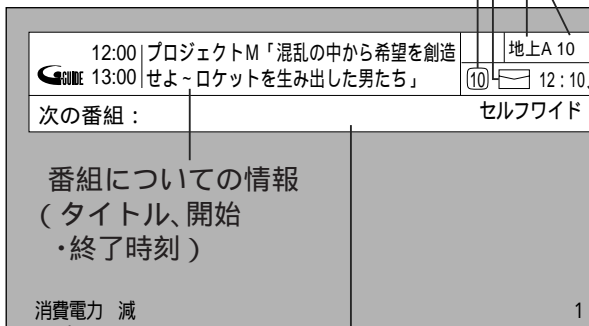 12:00 プロジェクトM「混乱の中から希望を創造
GGUIDE 13:00 せよ~ロケットを生み出した男たち」
地上A 10
10 12:10
次の番組:
セルフワイド
番組についての情報
(タイトル、開始
・終了時刻)
消費電力 減
1